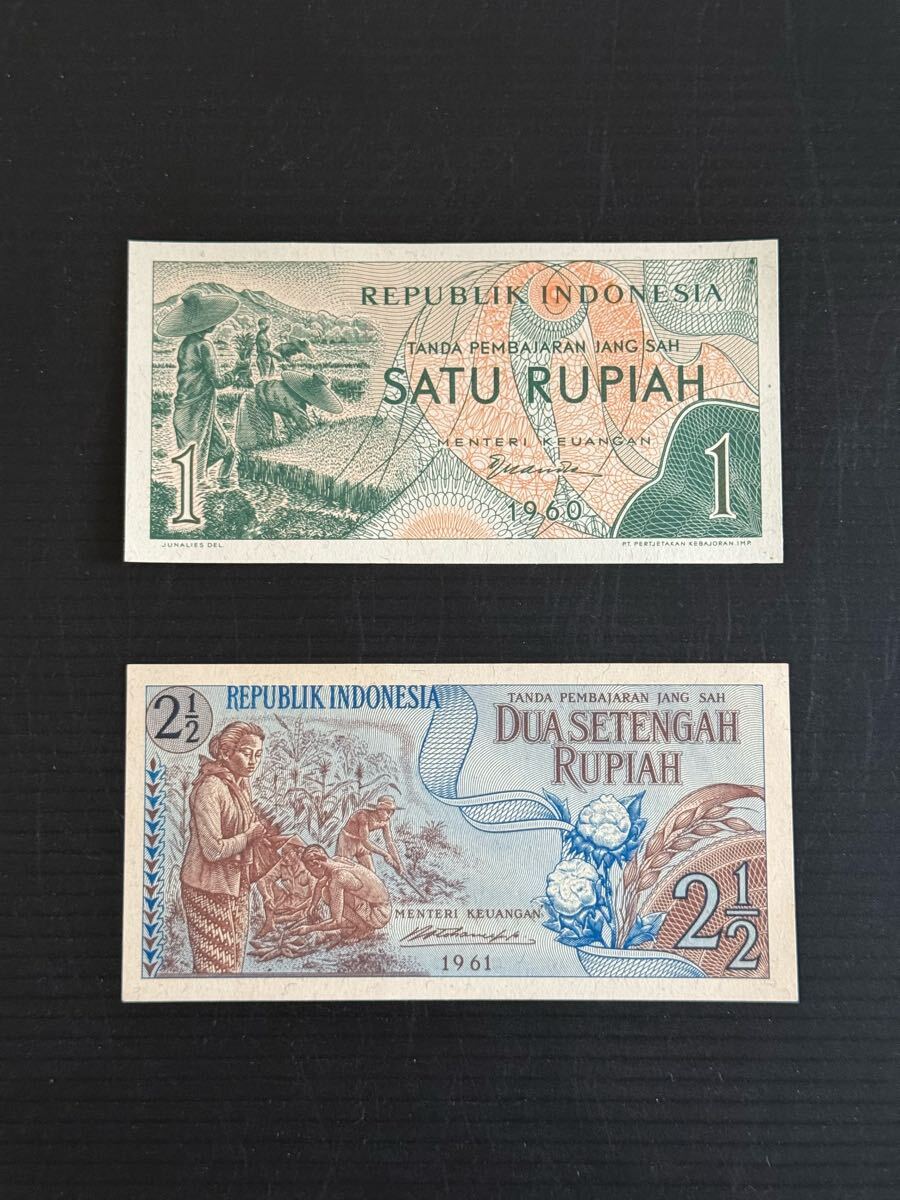 REPUBLIK INDONESIA
TANDA PEMBAJARAN JANG SAH
SATU RUPIAH
MENTERI KEUANGAN
1960
1
1
JUNALIES DEL.
PT. PERTJETAKAN KEBAJORAN IMP.
2½
REPUBLIK INDONESIA
TANDA PEMBAJARAN JANG SAH
DUA SETENGAH
RUPIAH
MENTERI KEUANGAN
1961
2½